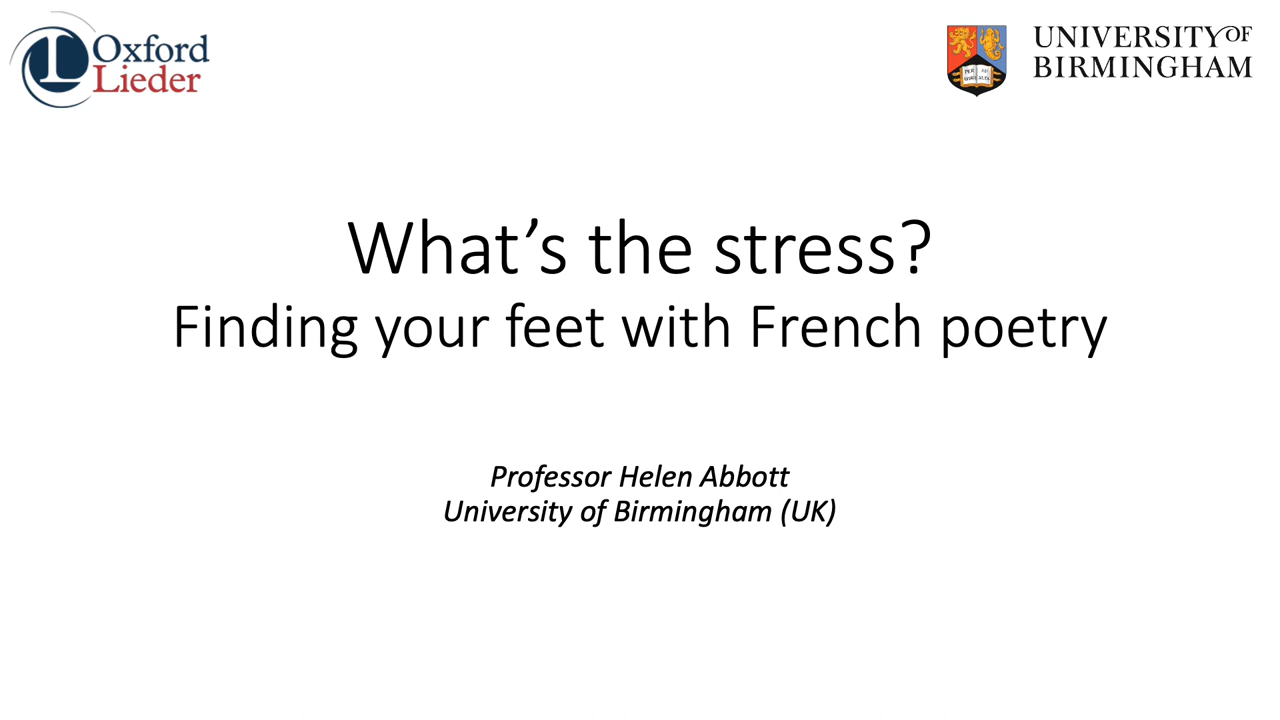 Oxford
Lieder
UNIVERSITY OF
BIRMINGHAM
What's the stress?
Finding your feet with French poetry
Professor Helen Abbott
University of Birmingham (UK)